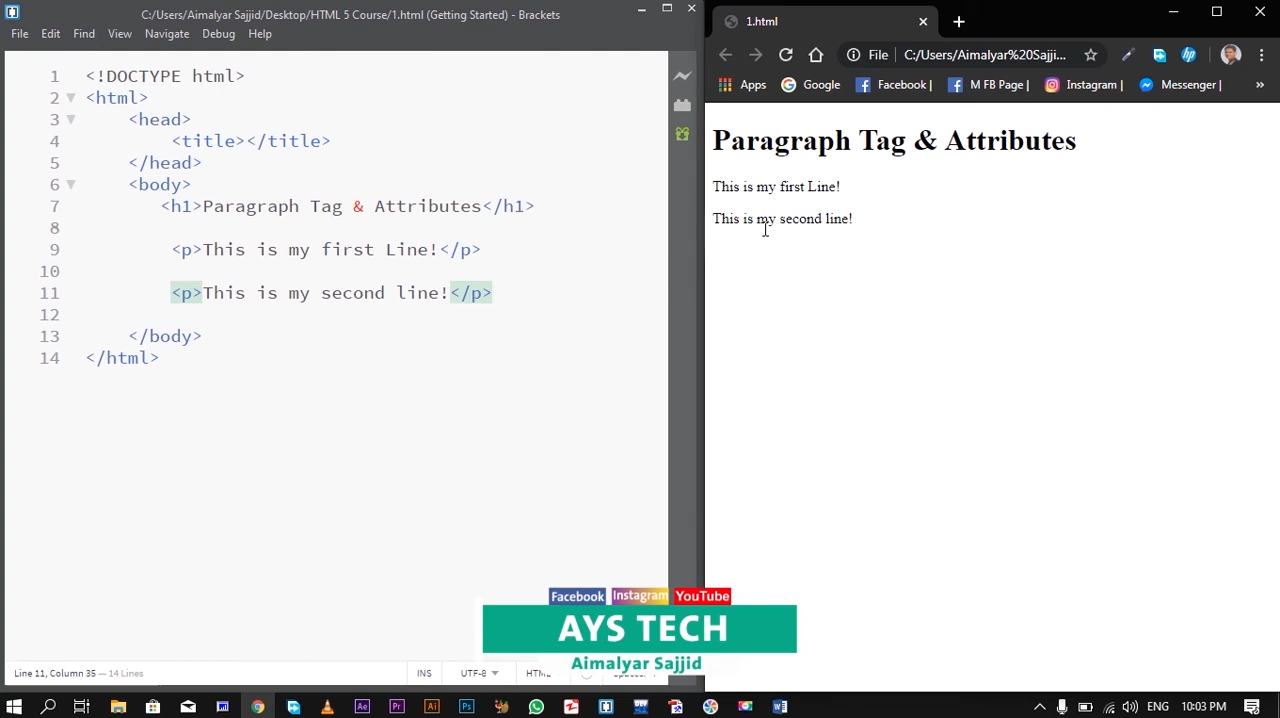 C:/Users/Aimalyar Sajjid/Desktop/HTML 5 Course/1.html (Getting Started) - Brackets
File Edit Find View Navigate Debug Help
1 <!DOCTYPE html>
2 <html>
3 <head>
4 <title></title>
5 </head>
6 <body>
7 <h1>Paragraph Tag & Attributes</h1>
8
9 <p>This is my first Line!</p>
10
11 <p>This is my second line!</p>
12
13 </body>
14 </html>
Line 11, Column 35 — 14 Lines
INS UTF-8 HTML
1.html
File C:/Users/Aimalyar%20Sajji...
Apps Google Facebook | M FB Page | Instagram | Messenger | »
Paragraph Tag & Attributes
This is my first Line!
This is my second line!
Facebook Instagram YouTube
AYS TECH
Aimalyar Sajjid
Ae Pr Ai Ps
ENG 10:03 PM